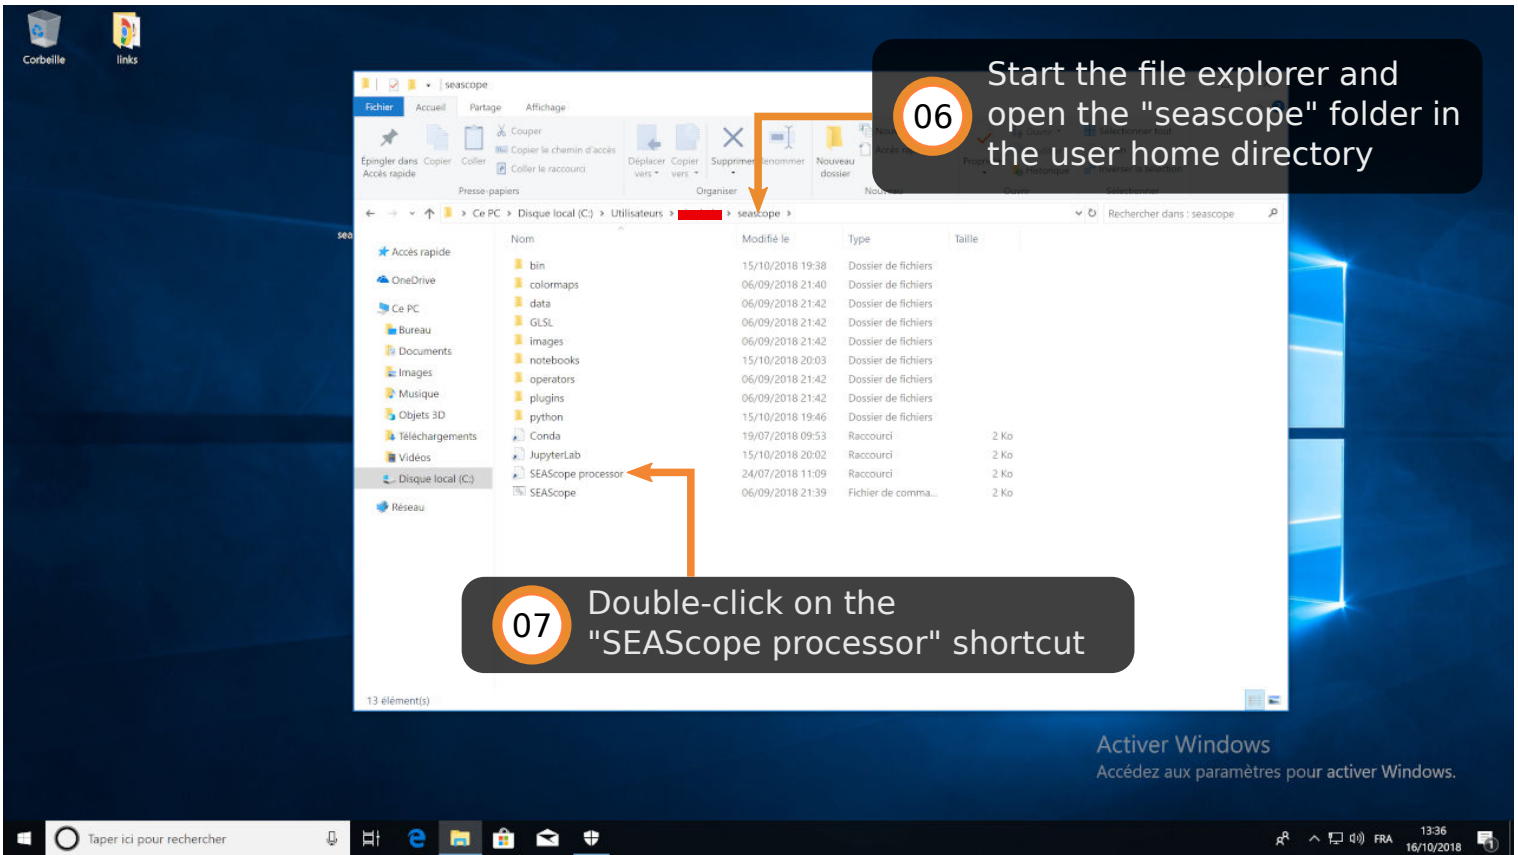 Corbeille
links
seascope
Fichier Accueil Partage Affichage
Épingler dans Accès rapide
Copier
Coller
Couper
Copier le chemin d'accès
Coller le raccourci
Presse-papiers
Déplacer vers
Copier vers
Supprimer
Renommer
Organiser
Nouveau dossier
Nouveau
Historique
Ouvrir
Sélectionner tout
Inverser la sélection
Sélectionner
06
Start the file explorer and
open the "seascope" folder in
the user home directory
Ce PC > Disque local (C:) > Utilisateurs > > seascope >
Rechercher dans : seascope
sea
Accès rapide
OneDrive
Ce PC
Bureau
Documents
Images
Musique
Objets 3D
Téléchargements
Vidéos
Disque local (C:)
Réseau
Nom Modifié le Type Taille
bin 15/10/2018 19:38 Dossier de fichiers
colormaps 06/09/2018 21:40 Dossier de fichiers
data 06/09/2018 21:42 Dossier de fichiers
GLSL 06/09/2018 21:42 Dossier de fichiers
images 06/09/2018 21:42 Dossier de fichiers
notebooks 15/10/2018 20:03 Dossier de fichiers
operators 06/09/2018 21:42 Dossier de fichiers
plugins 06/09/2018 21:42 Dossier de fichiers
python 15/10/2018 19:46 Dossier de fichiers
Conda 19/07/2018 09:53 Raccourci 2 Ko
JupyterLab 15/10/2018 20:02 Raccourci 2 Ko
SEAScope processor 24/07/2018 11:09 Raccourci 2 Ko
SEAScope 06/09/2018 21:39 Fichier de comma... 2 Ko
07
Double-click on the
"SEAScope processor" shortcut
13 élément(s)
Activer Windows
Accédez aux paramètres pour activer Windows.
Taper ici pour rechercher
FRA
13:36
16/10/2018
1